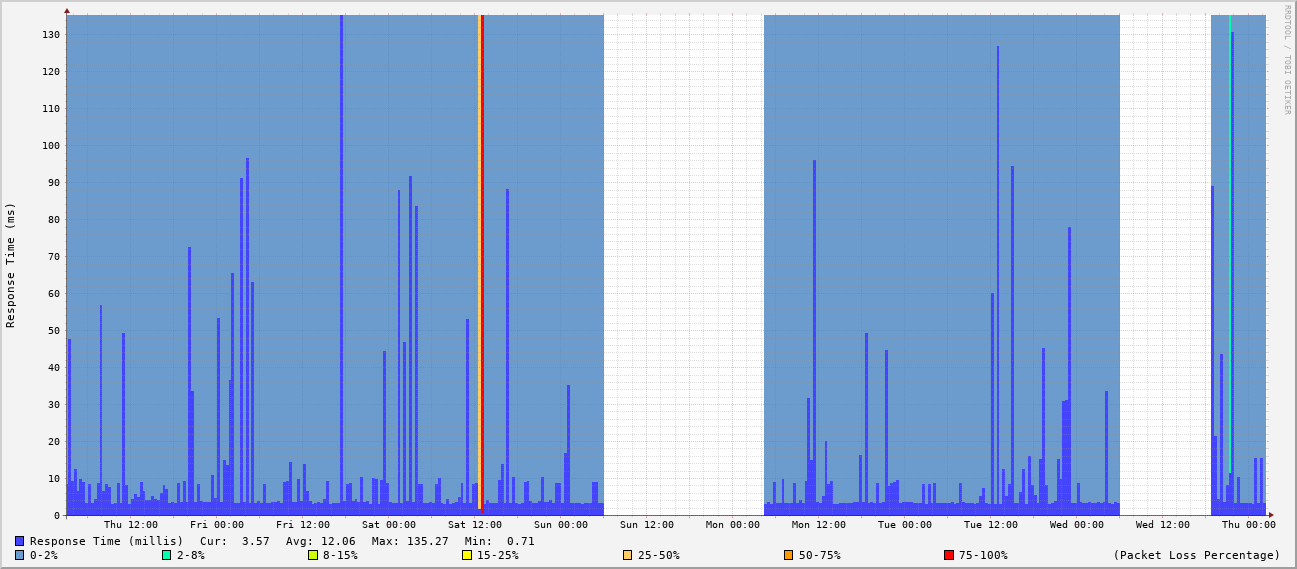 RRDTOOL / TOBI OETIKER
Response Time (ms)
130
120
110
100
90
80
70
60
50
40
30
20
10
0
Thu 12:00 Fri 00:00 Fri 12:00 Sat 00:00 Sat 12:00 Sun 00:00 Sun 12:00 Mon 00:00 Mon 12:00 Tue 00:00 Tue 12:00 Wed 00:00 Wed 12:00 Thu 00:00
Response Time (millis) Cur: 3.57 Avg: 12.06 Max: 135.27 Min: 0.71
0-2% 2-8% 8-15% 15-25% 25-50% 50-75% 75-100% (Packet Loss Percentage)